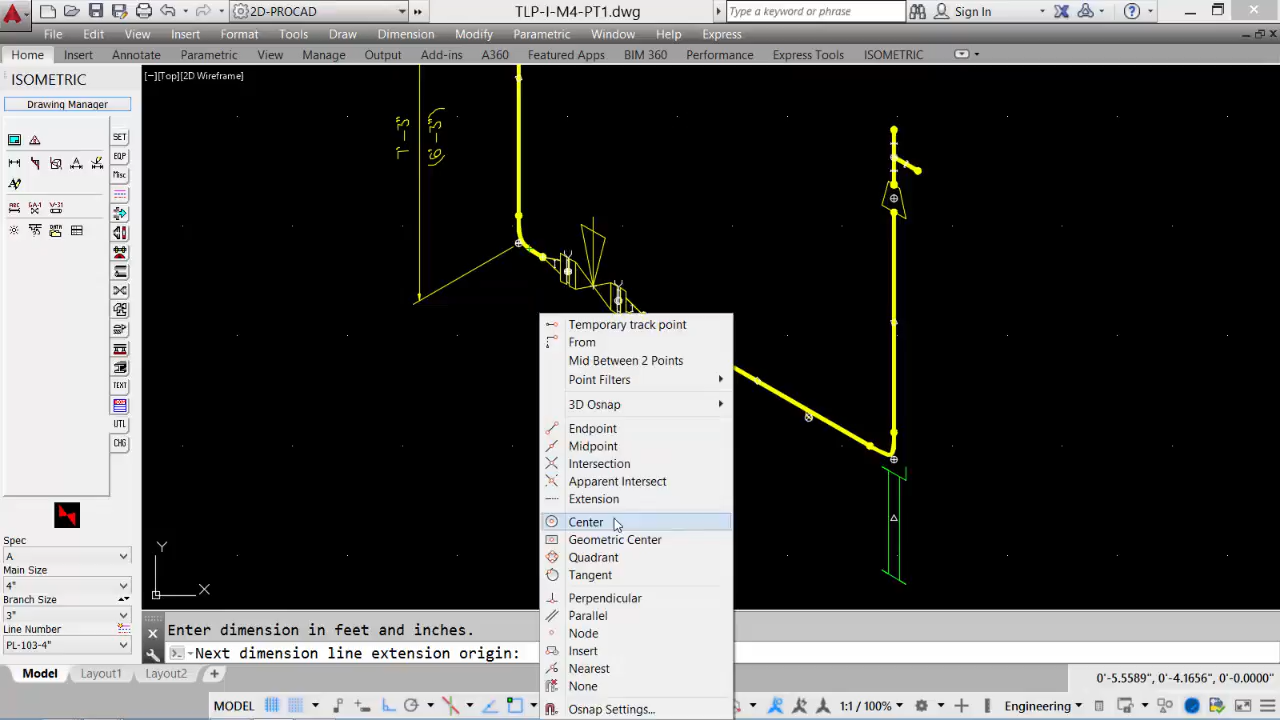 2D-PROCAD
TLP-I-M4-PT1.dwg
Type a keyword or phrase
Sign In
File Edit View Insert Format Tools Draw Dimension Modify Parametric Window Help Express
Home Insert Annotate Parametric View Manage Output Add-ins A360 Featured Apps BIM 360 Performance Express Tools ISOMETRIC
ISOMETRIC
[−][Top][2D Wireframe]
Drawing Manager
SET
EQP
Misc
TEXT
UTL
CHG
Temporary track point
From
Mid Between 2 Points
Point Filters
3D Osnap
Endpoint
Midpoint
Intersection
Apparent Intersect
Extension
Center
Geometric Center
Quadrant
Tangent
Perpendicular
Parallel
Node
Insert
Nearest
None
Osnap Settings...
Spec
A
Main Size
4"
Branch Size
3"
Line Number
PL-103-4"
Y
X
Enter dimension in feet and inches.
Next dimension line extension origin:
Model Layout1 Layout2 +
0'-5.5589", 0'-4.1656", 0'-0.0000"
MODEL
1:1 / 100%
Engineering